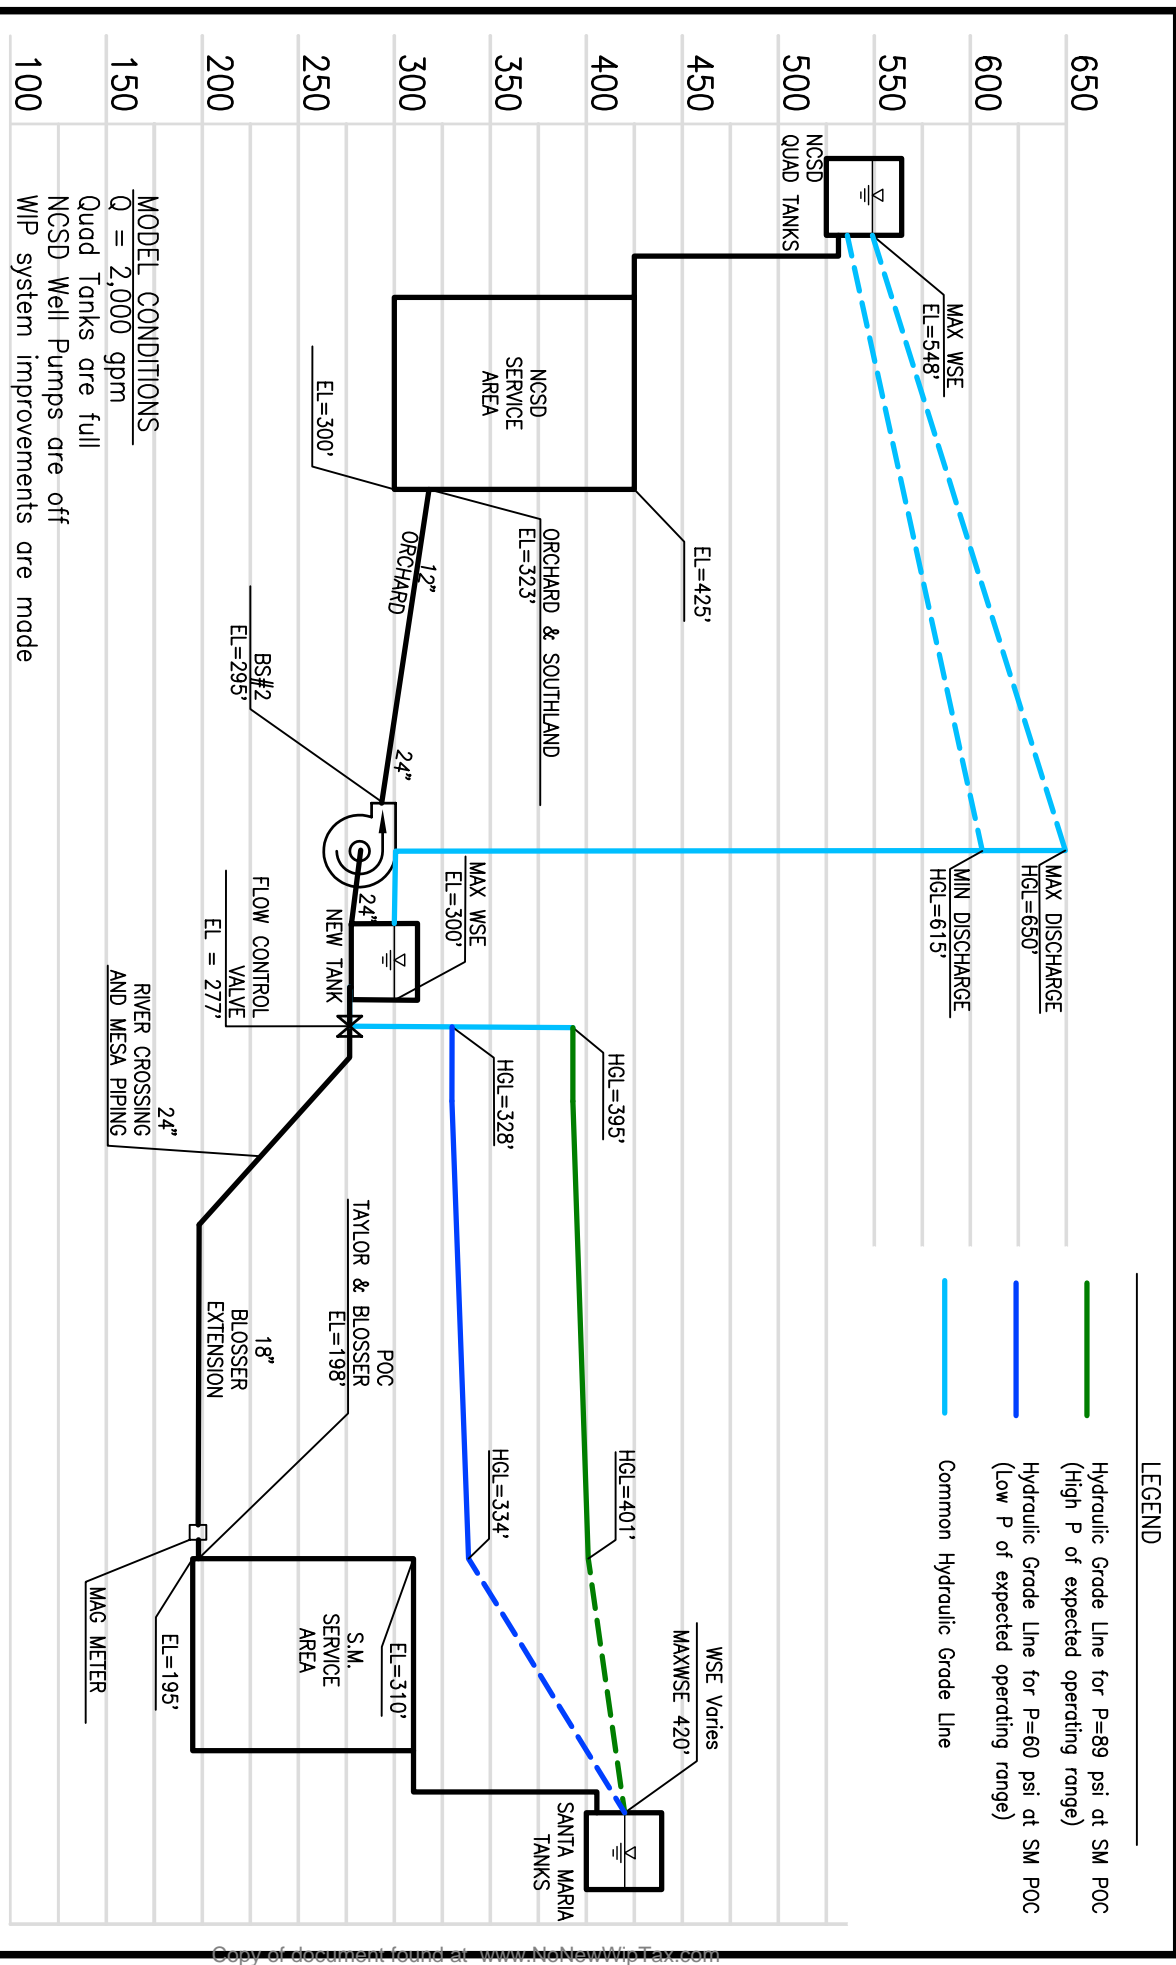 650
600
550
500
450
400
350
300
250
200
150
100
LEGEND
Hydraulic Grade LIne for P=89 psi at SM POC
(High P of expected operating range)
Hydraulic Grade LIne for P=60 psi at SM POC
(Low P of expected operating range)
Common Hydraulic Grade LIne
NCSD
QUAD TANKS
MAX WSE
EL=548'
NCSD
SERVICE
AREA
EL=300'
EL=425'
ORCHARD & SOUTHLAND
EL=323'
12"
ORCHARD
24"
BS#2
EL=295'
MAX DISCHARGE
HGL=650'
MIN DISCHARGE
HGL=615'
MAX WSE
EL=300'
24"
NEW TANK
FLOW CONTROL
VALVE
EL = 277'
HGL=395'
HGL=328'
24"
RIVER CROSSING
AND MESA PIPING
POC
TAYLOR & BLOSSER
EL=198'
18"
BLOSSER
EXTENSION
HGL=401'
HGL=334'
WSE Varies
MAXWSE 420'
S.M.
SERVICE
AREA
EL=310'
EL=195'
MAG METER
SANTA MARIA
TANKS
MODEL CONDITIONS
Q = 2,000 gpm
Quad Tanks are full
NCSD Well Pumps are off
WIP system improvements are made
Copy of document found at www.NoNewWipTax.com